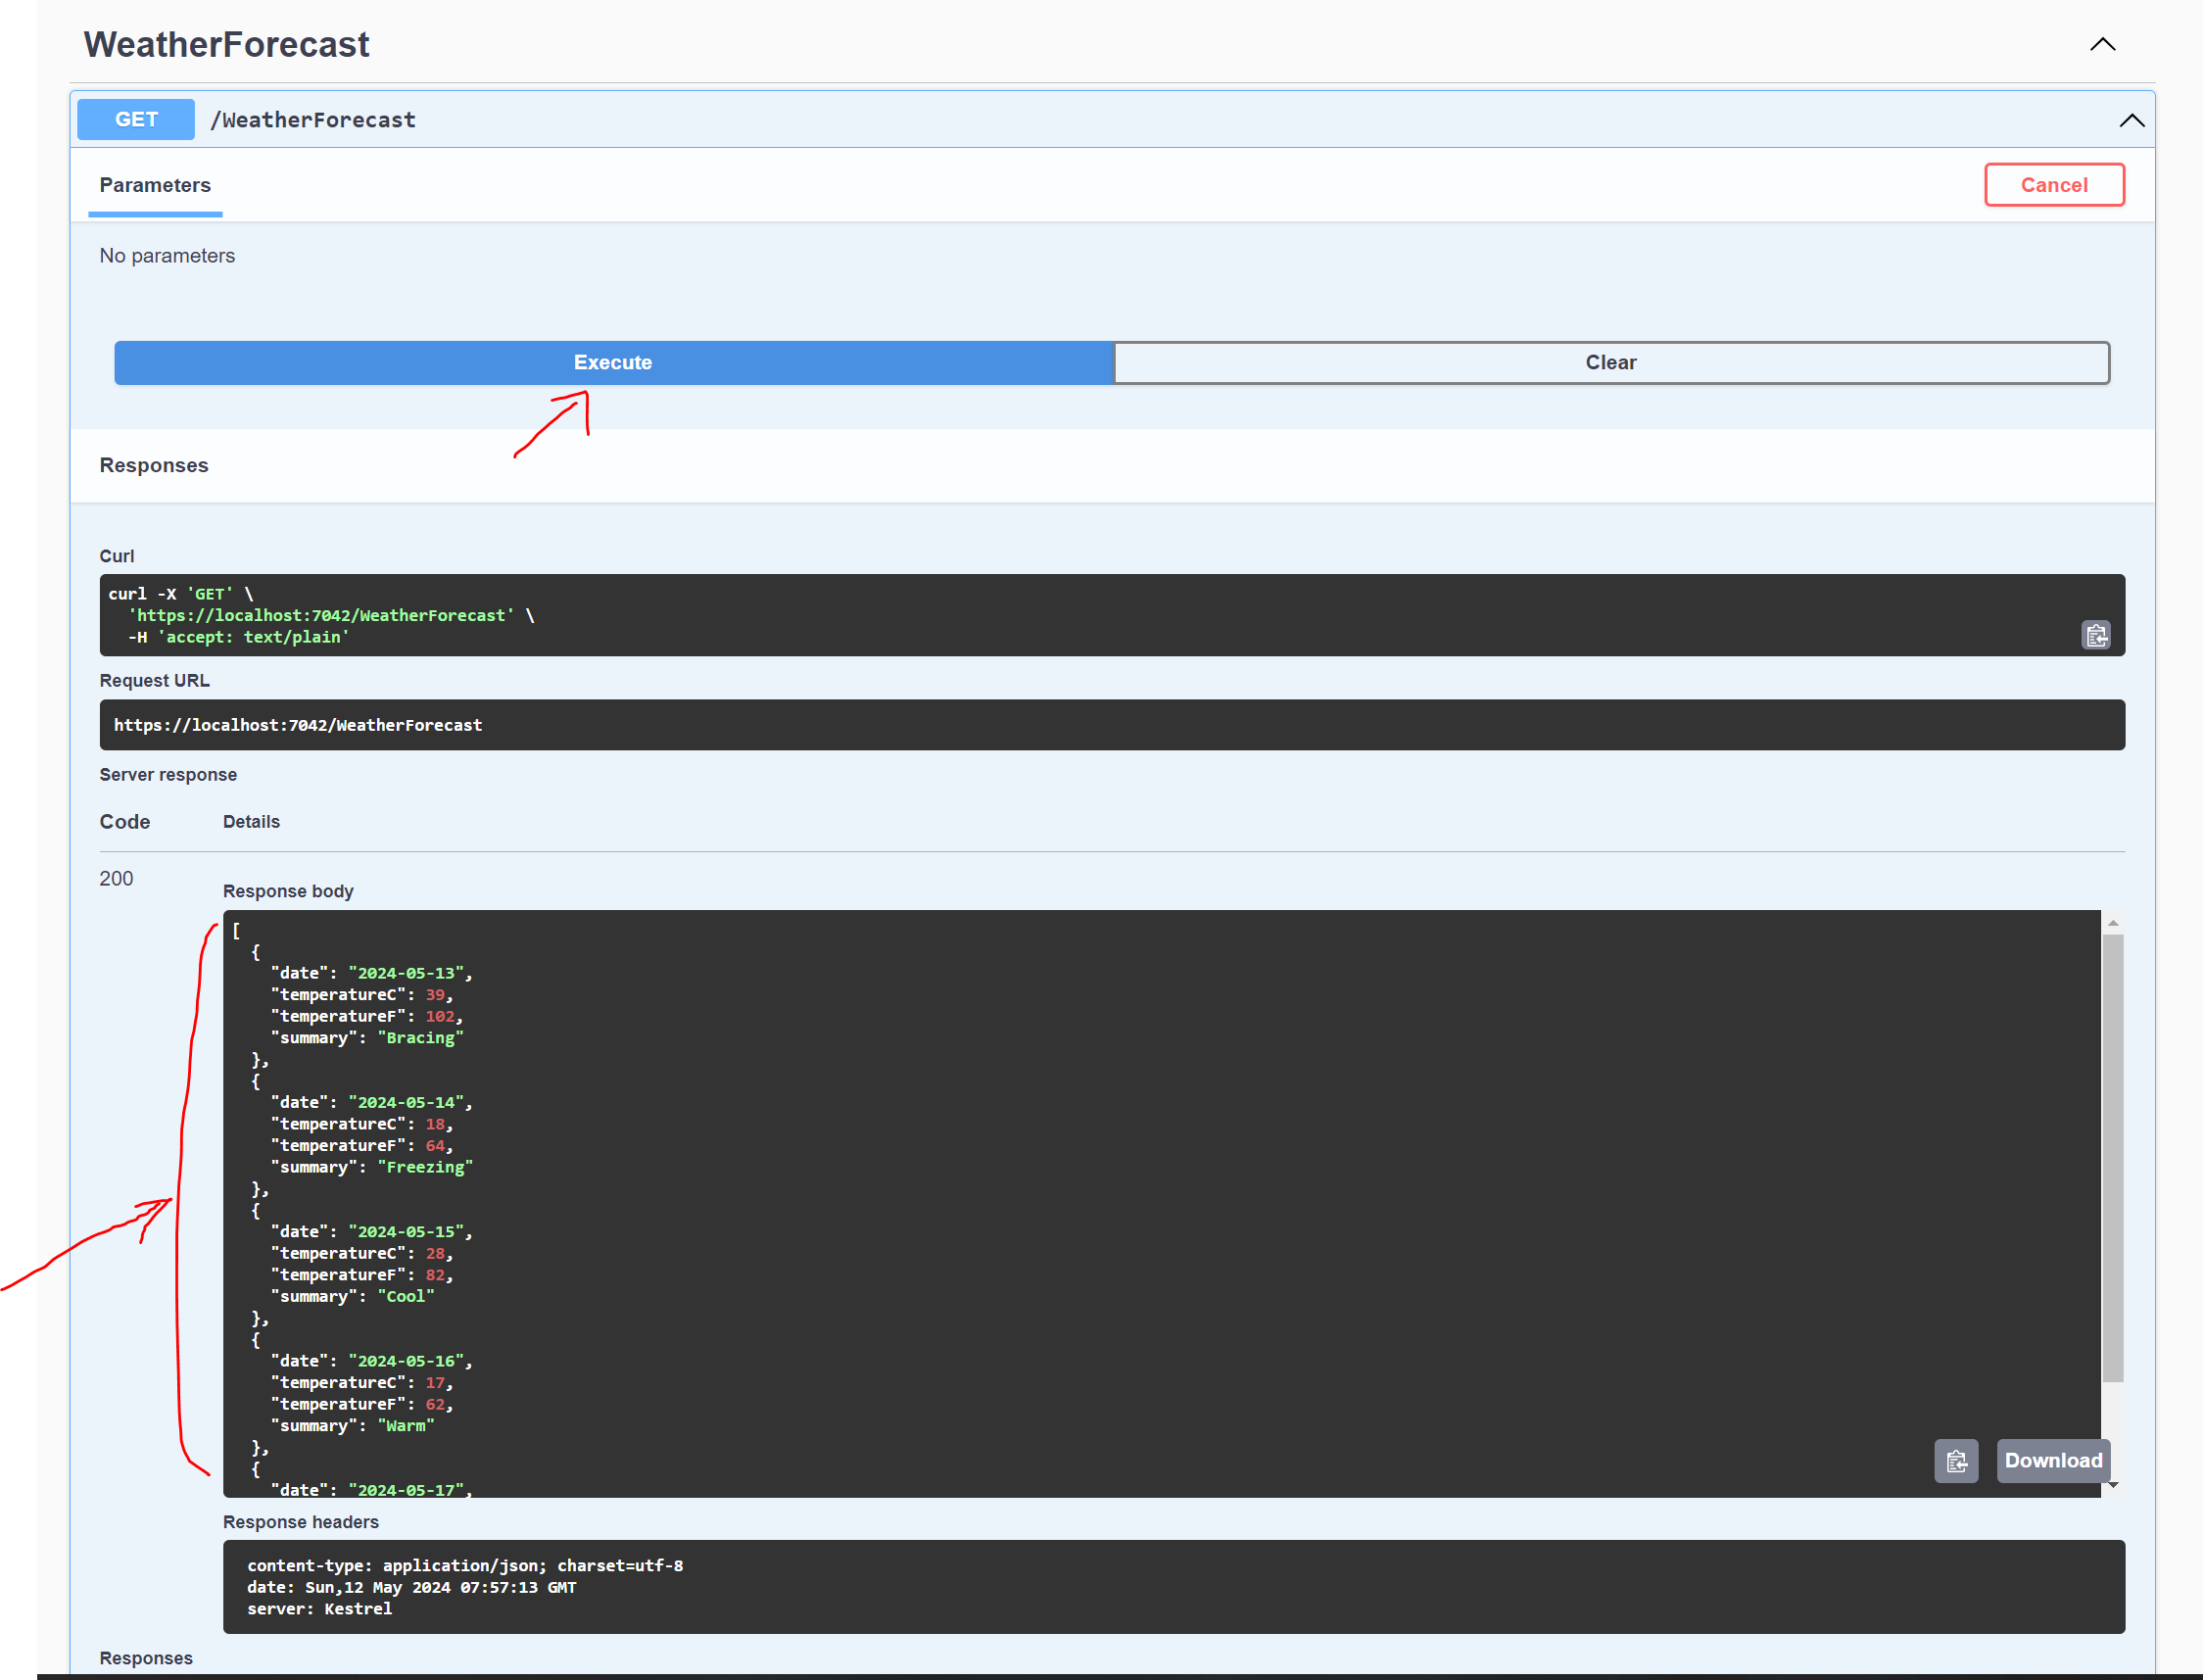 WeatherForecast
GET /WeatherForecast
Parameters Cancel
No parameters
Execute Clear
Responses
Curl
curl -X 'GET' \
  'https://localhost:7042/WeatherForecast' \
  -H 'accept: text/plain'
Request URL
https://localhost:7042/WeatherForecast
Server response
Code Details
200
Response body
[
  {
    "date": "2024-05-13",
    "temperatureC": 39,
    "temperatureF": 102,
    "summary": "Bracing"
  },
  {
    "date": "2024-05-14",
    "temperatureC": 18,
    "temperatureF": 64,
    "summary": "Freezing"
  },
  {
    "date": "2024-05-15",
    "temperatureC": 28,
    "temperatureF": 82,
    "summary": "Cool"
  },
  {
    "date": "2024-05-16",
    "temperatureC": 17,
    "temperatureF": 62,
    "summary": "Warm"
  },
  {
    "date": "2024-05-17",
Download
Response headers
content-type: application/json; charset=utf-8
date: Sun,12 May 2024 07:57:13 GMT
server: Kestrel
Responses